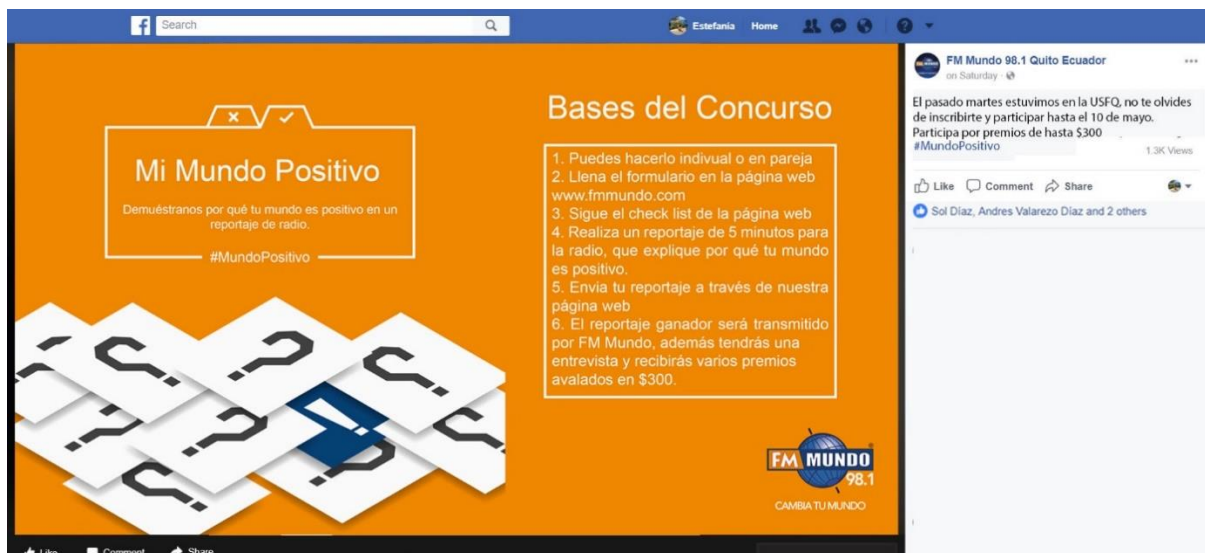 Search
Estefania Home
Mi Mundo Positivo
Demuéstranos por qué tu mundo es positivo en un
reportaje de radio.
#MundoPositivo
Bases del Concurso
1. Puedes hacerlo indivual o en pareja
2. Llena el formulario en la página web
www.fmmundo.com
3. Sigue el check list de la página web
4. Realiza un reportaje de 5 minutos para
la radio, que explique por qué tu mundo
es positivo.
5. Envia tu reportaje a través de nuestra
página web
6. El reportaje ganador será transmitido
por FM Mundo, además tendrás una
entrevista y recibirás varios premios
avalados en $300.
FM MUNDO
98.1
CAMBIA TU MUNDO
Like Comment Share
FM Mundo 98.1 Quito Ecuador
on Saturday
El pasado martes estuvimos en la USFQ, no te olvides
de inscribirte y participar hasta el 10 de mayo.
Participa por premios de hasta $300
#MundoPositivo
1.3K Views
Like Comment Share
Sol Díaz, Andres Valarezo Díaz and 2 others